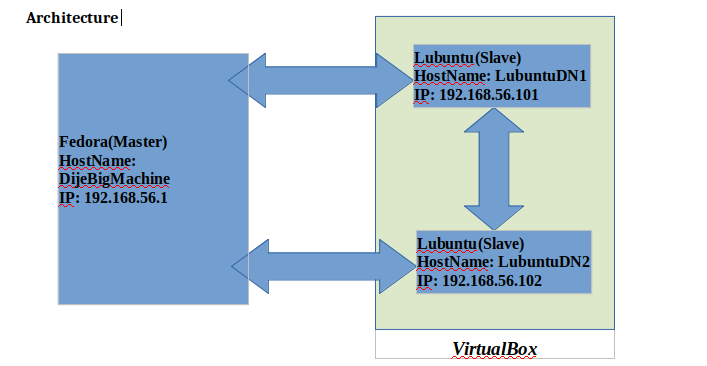 Architecture
Lubuntu(Slave)
HostName: LubuntuDN1
IP: 192.168.56.101
Fedora(Master)
HostName:
DijeBigMachine
IP: 192.168.56.1
Lubuntu(Slave)
HostName: LubuntuDN2
IP: 192.168.56.102
VirtualBox